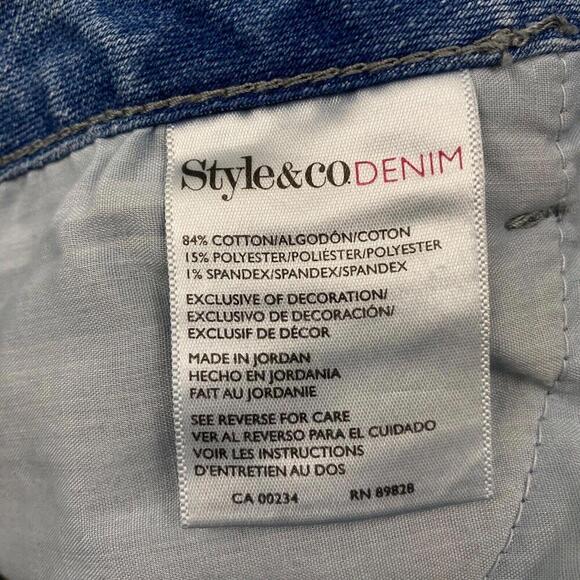 Style&co.DENIM
84% COTTON/ALGODÓN/COTON
15% POLYESTER/POLIÉSTER/POLYESTER
1% SPANDEX/SPANDEX/SPANDEX
EXCLUSIVE OF DECORATION/
EXCLUSIVO DE DECORACIÓN/
EXCLUSIF DE DÉCOR
MADE IN JORDAN
HECHO EN JORDANIA
FAIT AU JORDANIE
SEE REVERSE FOR CARE
VER AL REVERSO PARA EL CUIDADO
VOIR LES INSTRUCTIONS
D'ENTRETIEN AU DOS
CA 00234 RN 89828